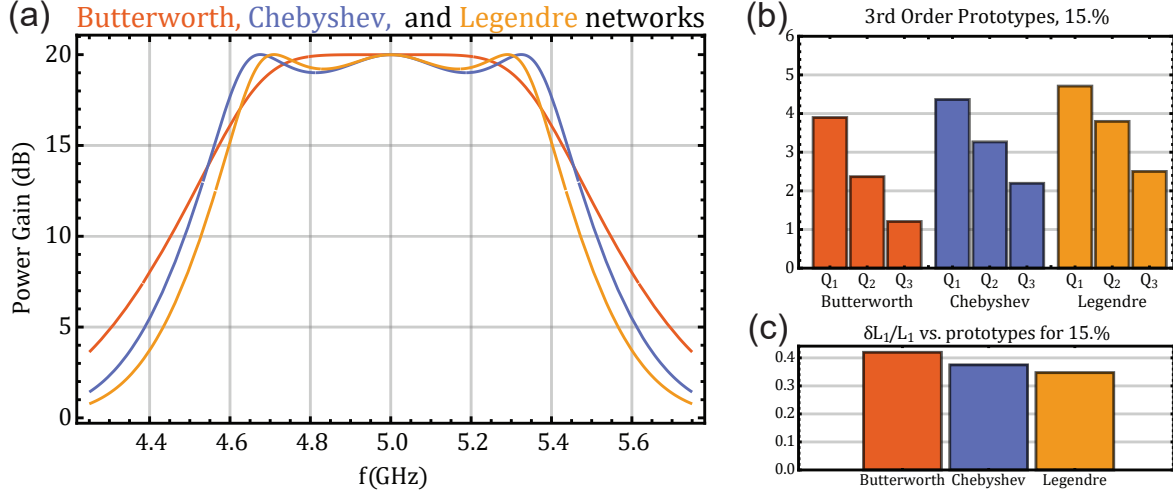 (a)
Butterworth, Chebyshev, and Legendre networks
Power Gain (dB)
20
15
10
5
0
4.4 4.6 4.8 5.0 5.2 5.4 5.6
f(GHz)
(b)
3rd Order Prototypes, 15.%
6
5
4
3
2
1
0
Q1 Q2 Q3 Q1 Q2 Q3 Q1 Q2 Q3
Butterworth Chebyshev Legendre
(c)
δL1/L1 vs. prototypes for 15.%
0.4
0.3
0.2
0.1
0.0
Butterworth Chebyshev Legendre